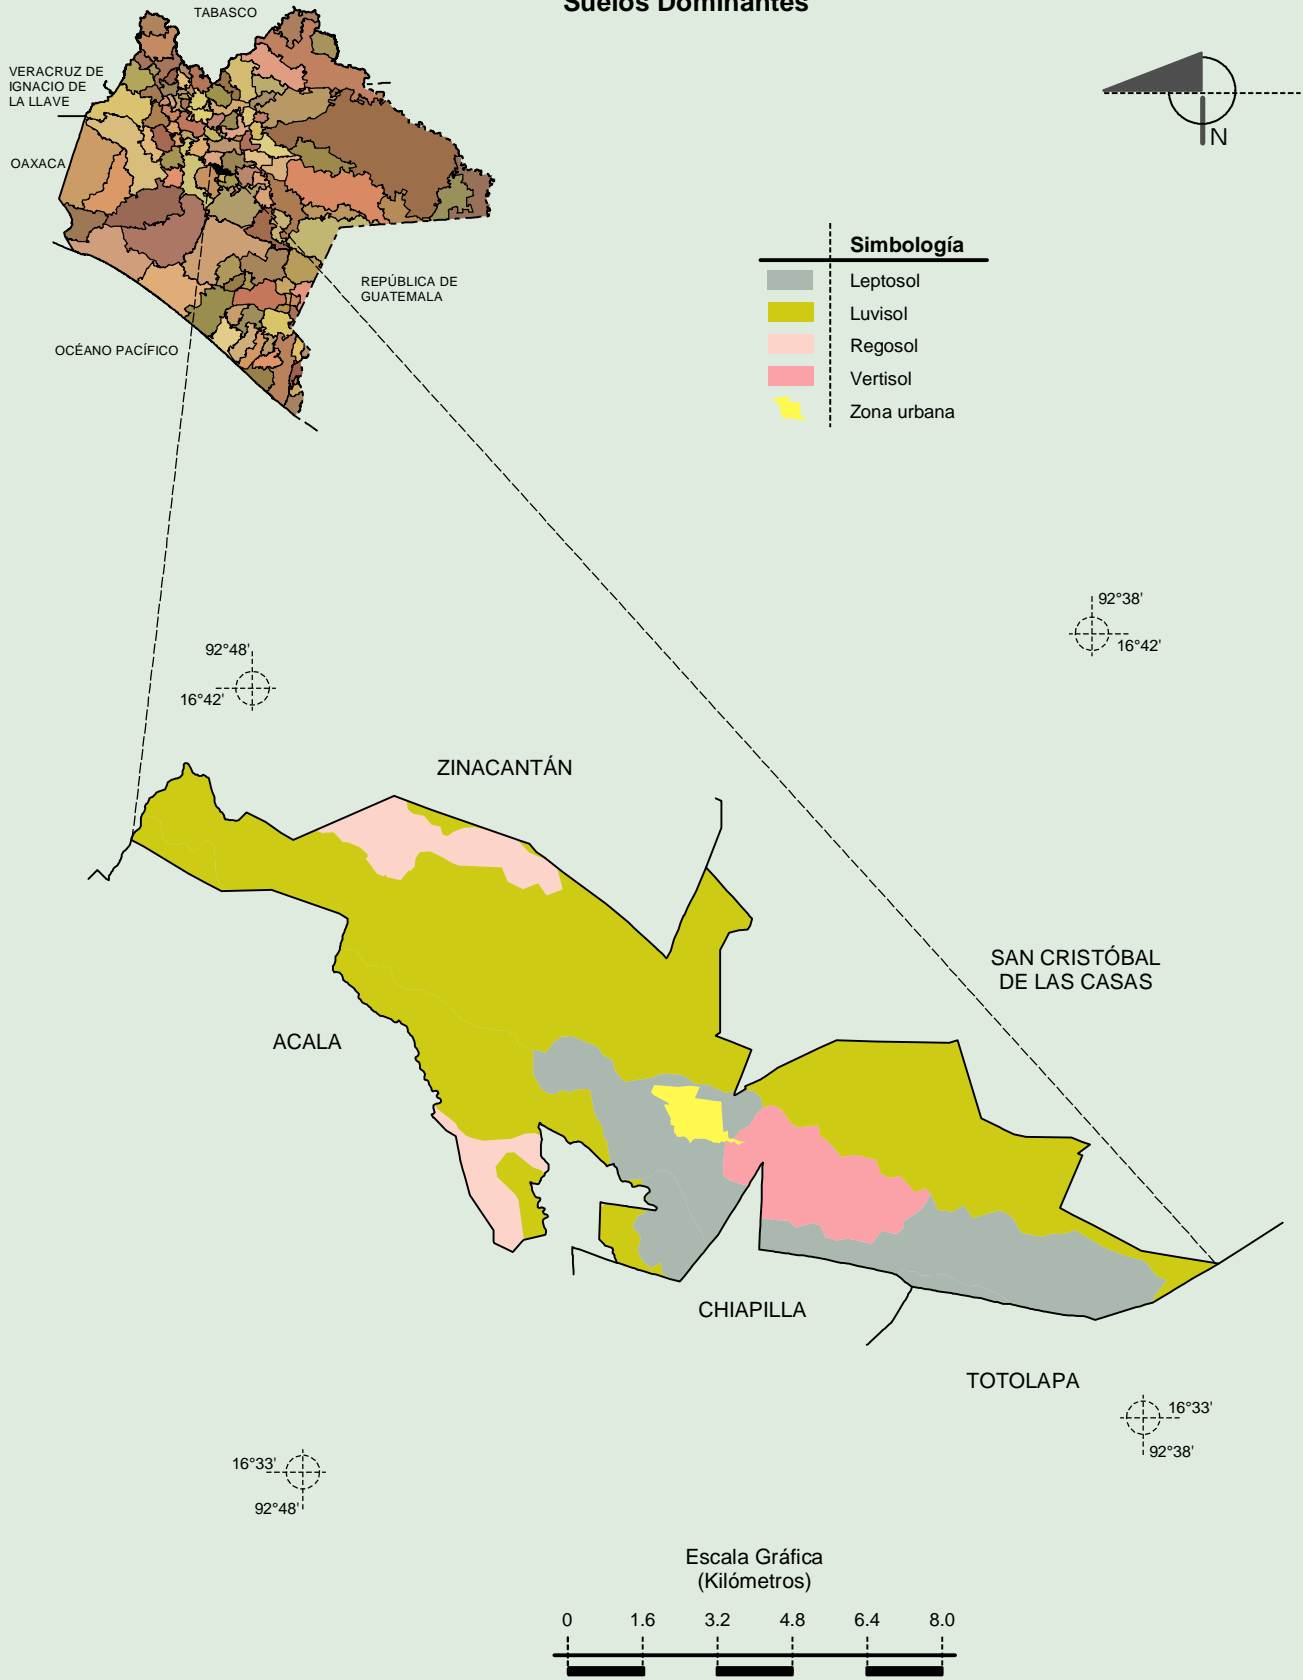 Suelos Dominantes
TABASCO
VERACRUZ DE
IGNACIO DE
LA LLAVE
OAXACA
REPÚBLICA DE
GUATEMALA
OCÉANO PACÍFICO
N
Simbología
Leptosol
Luvisol
Regosol
Vertisol
Zona urbana
92°38'
16°42'
92°48'
16°42'
ZINACANTÁN
SAN CRISTÓBAL
DE LAS CASAS
ACALA
CHIAPILLA
TOTOLAPA
16°33'
92°38'
16°33'
92°48'
Escala Gráfica
(Kilómetros)
0 1.6 3.2 4.8 6.4 8.0